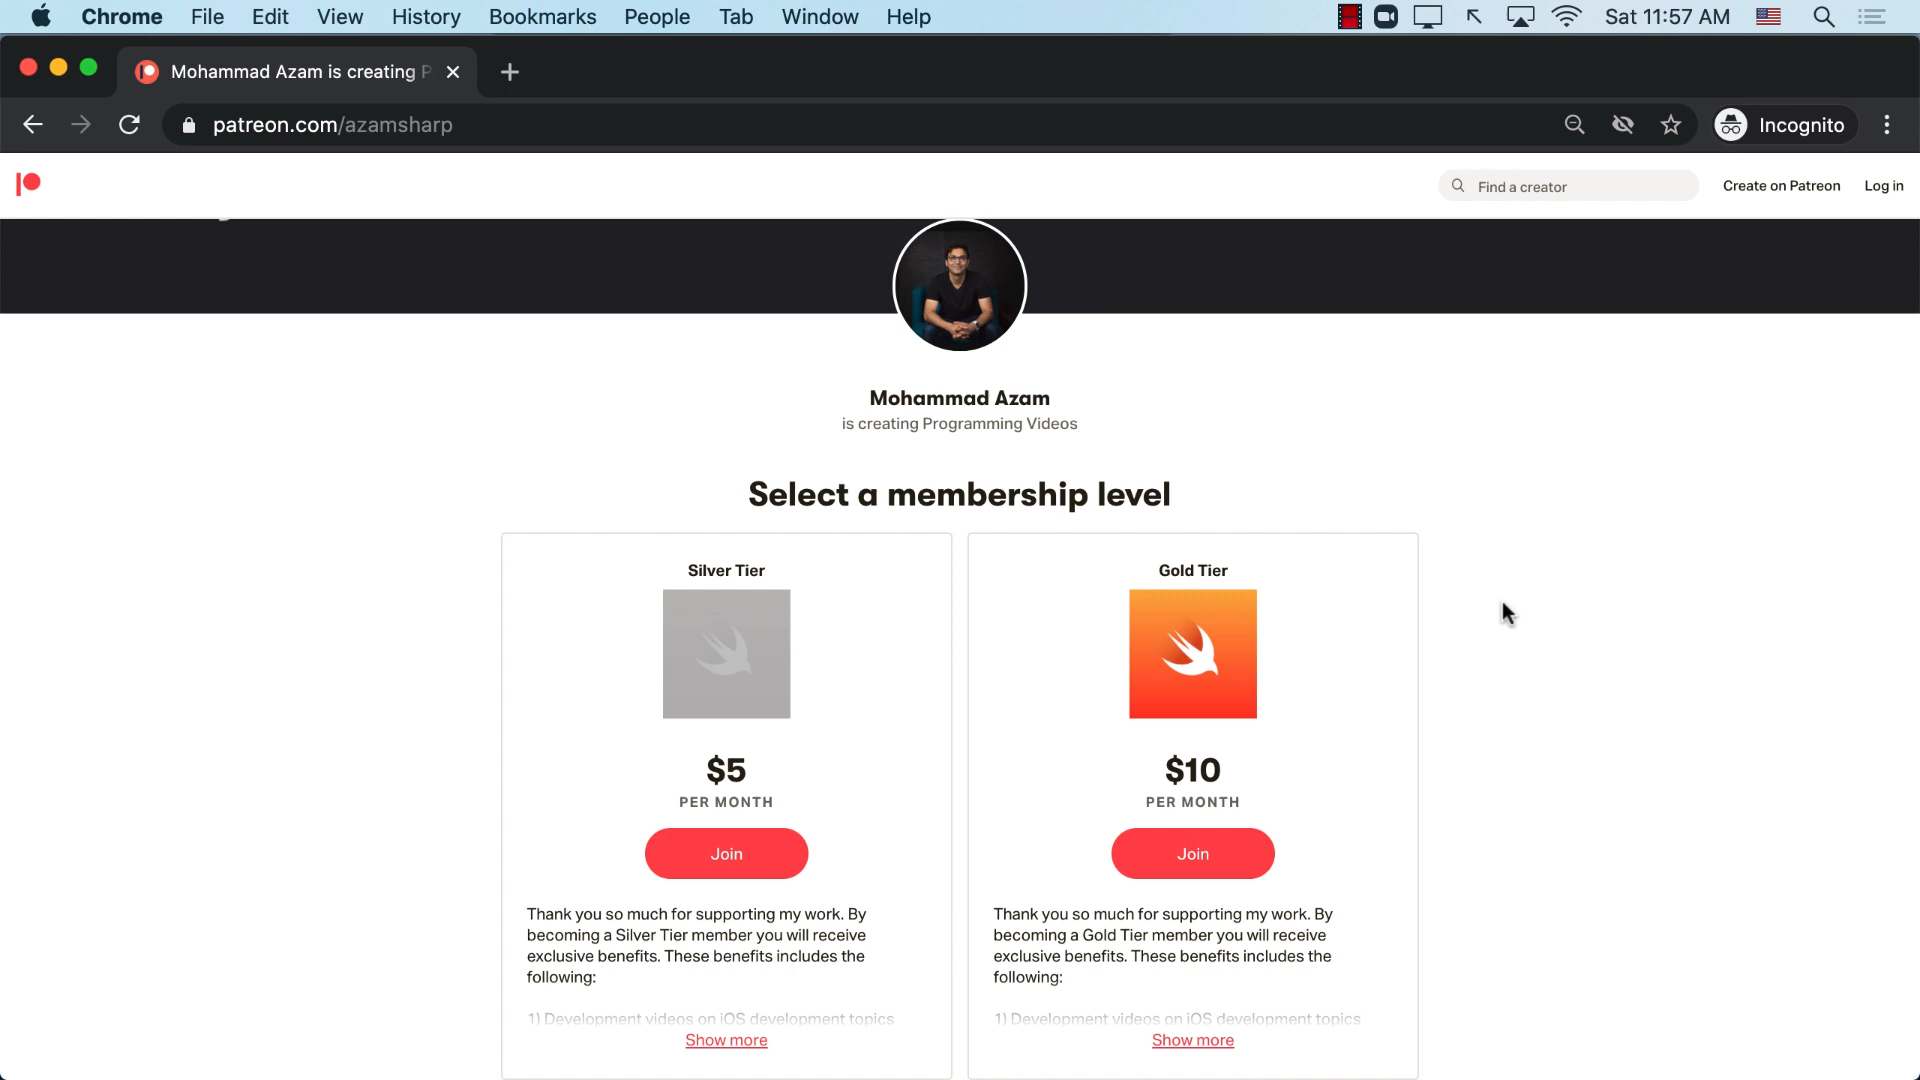 Chrome File Edit View History Bookmarks People Tab Window Help Sat 11:57 AM
Mohammad Azam is creating P
patreon.com/azamsharp Incognito
Find a creator Create on Patreon Log in
Mohammad Azam
is creating Programming Videos
Select a membership level
Silver Tier
$5
PER MONTH
Join
Thank you so much for supporting my work. By
becoming a Silver Tier member you will receive
exclusive benefits. These benefits includes the
following:
1) Development videos on iOS development topics
Show more
Gold Tier
$10
PER MONTH
Join
Thank you so much for supporting my work. By
becoming a Gold Tier member you will receive
exclusive benefits. These benefits includes the
following:
1) Development videos on iOS development topics
Show more